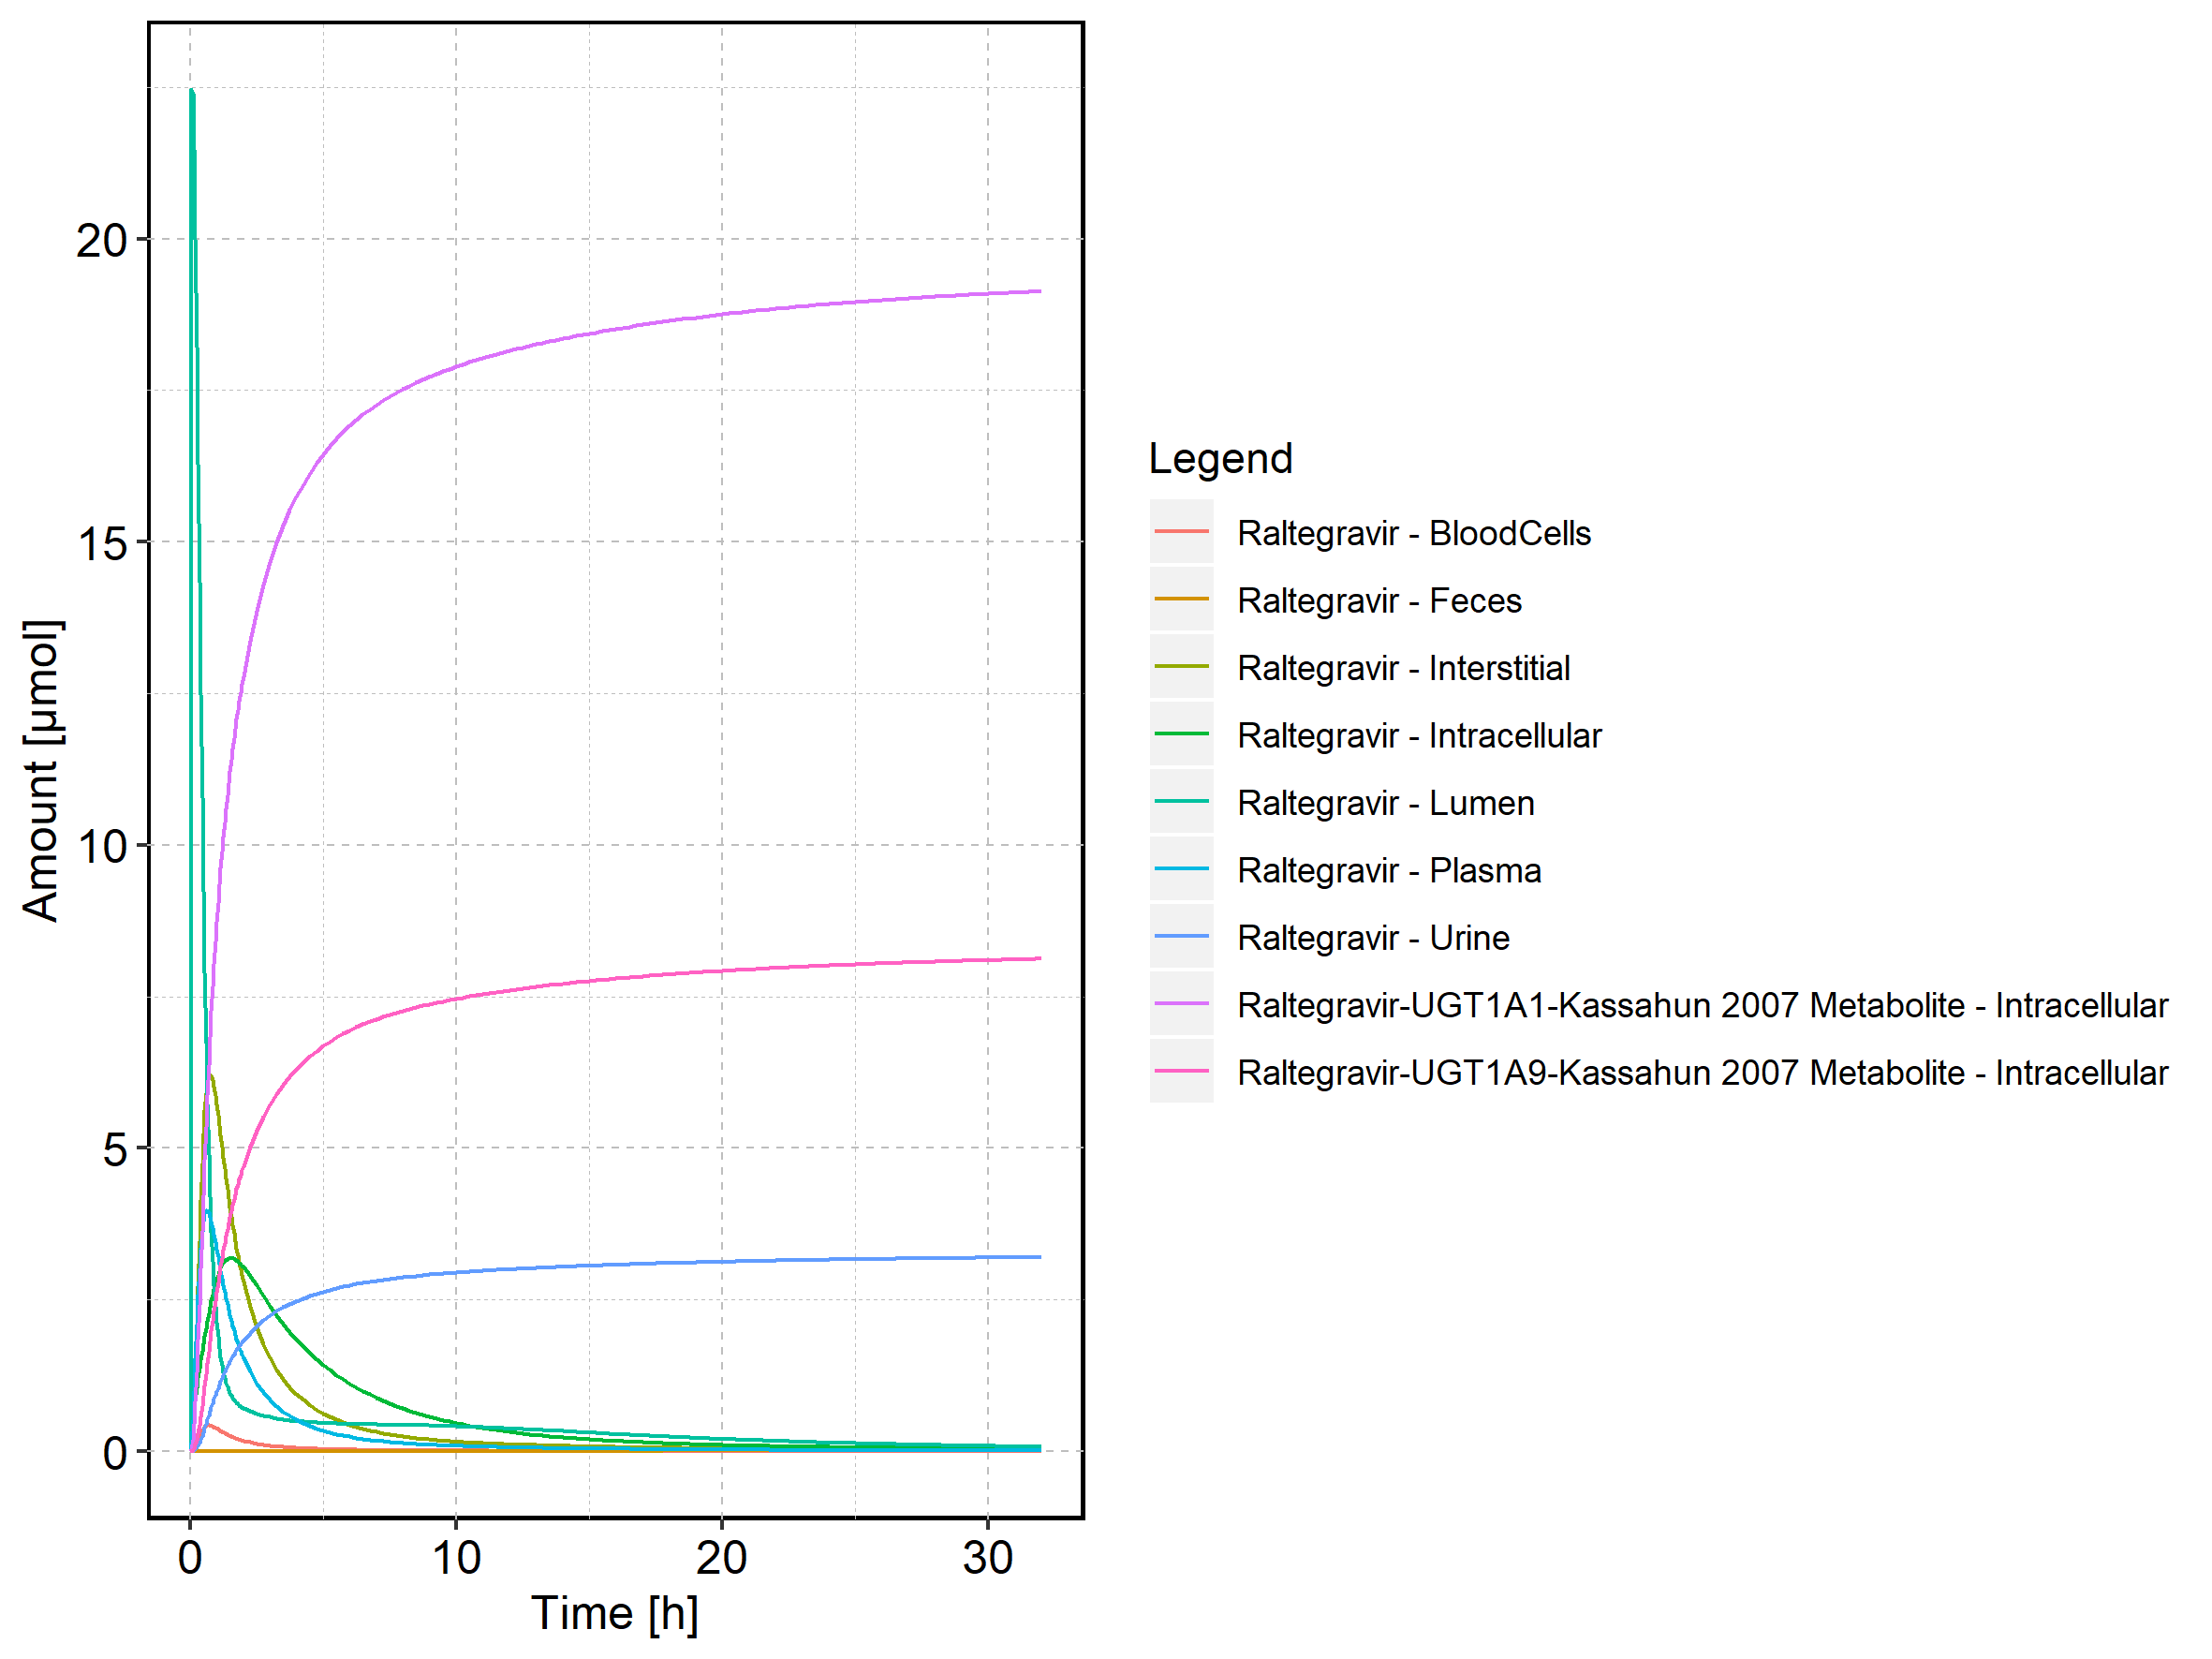 20
15
10
5
0
0 10 20 30
Time [h]
Amount [µmol]
Legend
Raltegravir - BloodCells
Raltegravir - Feces
Raltegravir - Interstitial
Raltegravir - Intracellular
Raltegravir - Lumen
Raltegravir - Plasma
Raltegravir - Urine
Raltegravir-UGT1A1-Kassahun 2007 Metabolite - Intracellular
Raltegravir-UGT1A9-Kassahun 2007 Metabolite - Intracellular